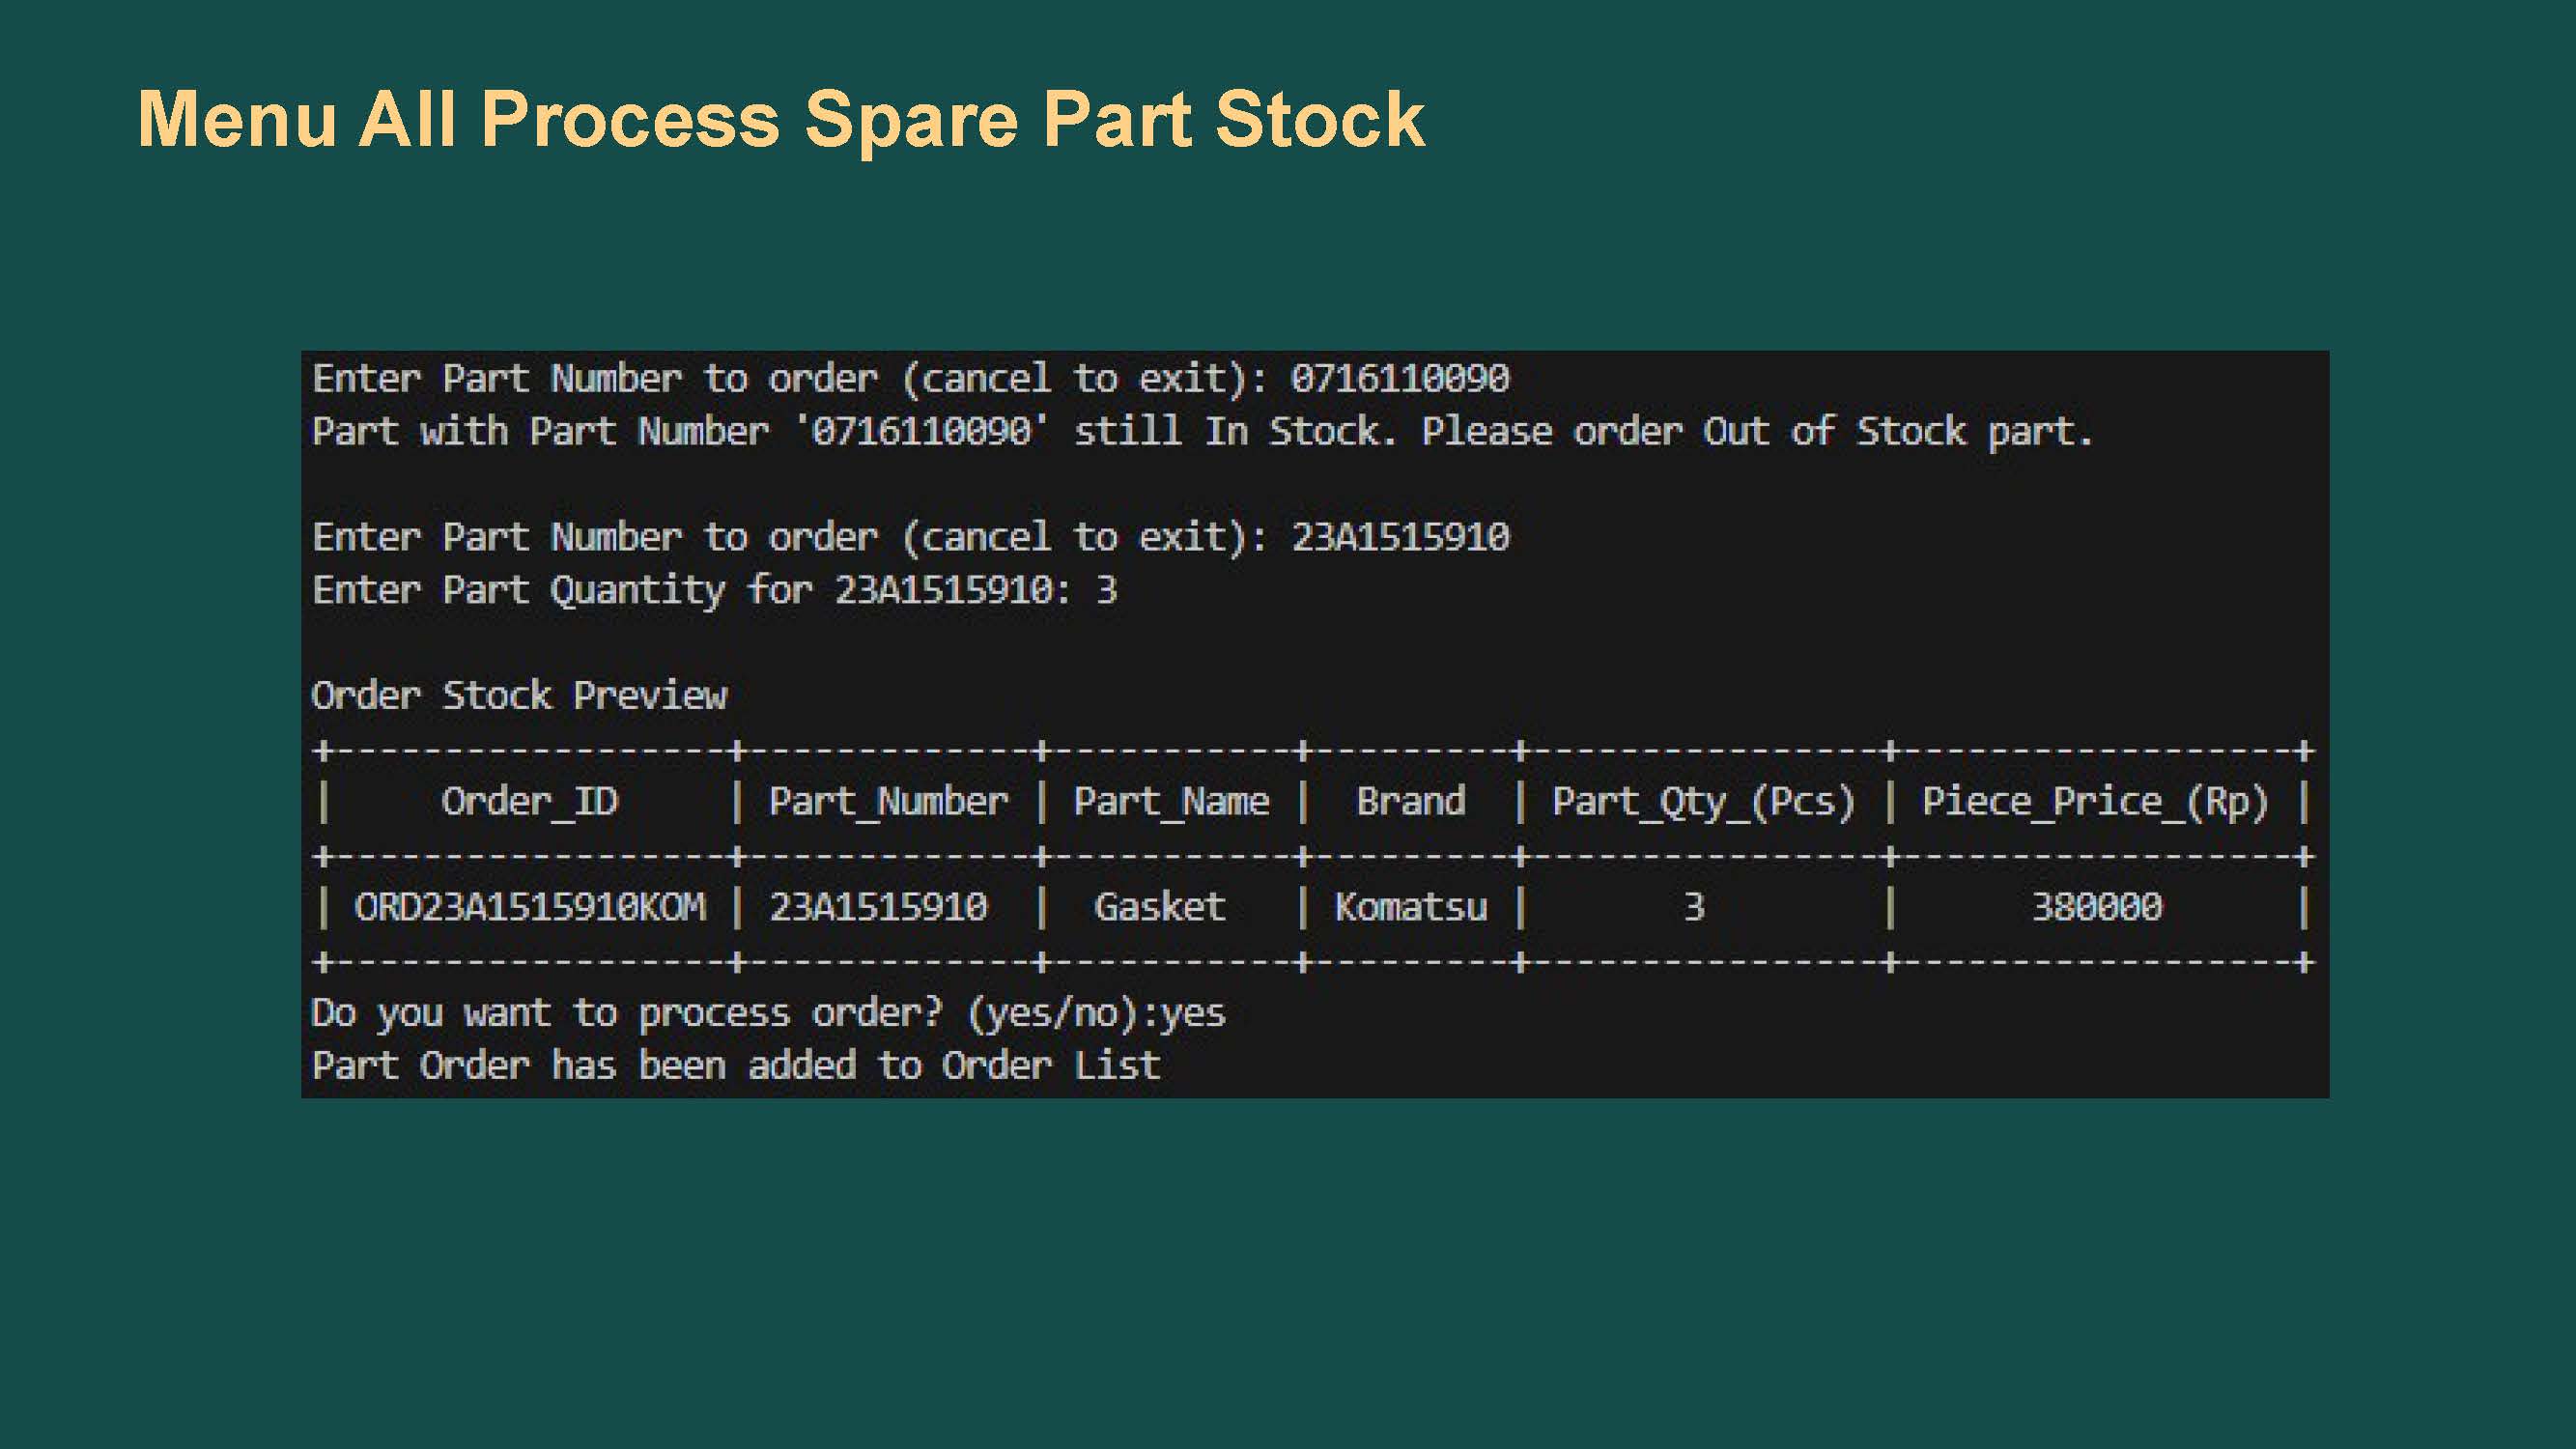 Menu All Process Spare Part Stock
Enter Part Number to order (cancel to exit): 0716110090
Part with Part Number '0716110090' still In Stock. Please order Out of Stock part.
Enter Part Number to order (cancel to exit): 23A1515910
Enter Part Quantity for 23A1515910: 3
Order Stock Preview
+------------------+-------------+-----------+---------+----------------+------------------+
| Order_ID | Part_Number | Part_Name | Brand | Part_Qty_(Pcs) | Piece_Price_(Rp) |
+------------------+-------------+-----------+---------+----------------+------------------+
| ORD23A1515910KOM | 23A1515910 | Gasket | Komatsu | 3 | 380000 |
+------------------+-------------+-----------+---------+----------------+------------------+
Do you want to process order? (yes/no):yes
Part Order has been added to Order List